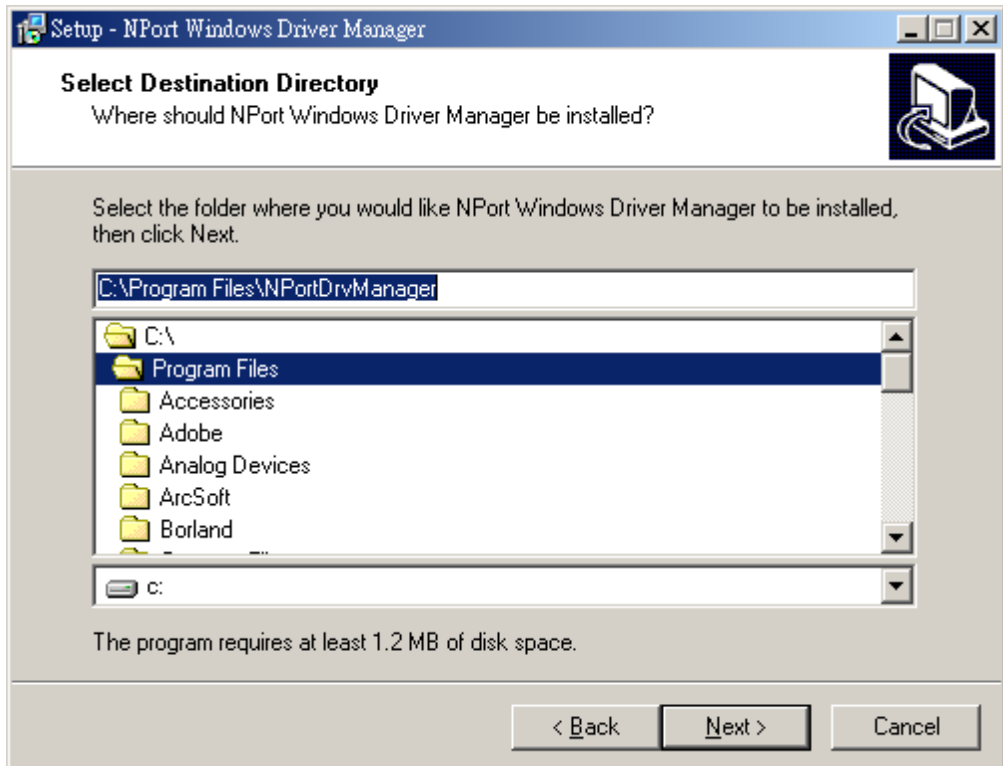 Setup - NPort Windows Driver Manager
Select Destination Directory
Where should NPort Windows Driver Manager be installed?
Select the folder where you would like NPort Windows Driver Manager to be installed,
then click Next.
C:\Program Files\NPortDrvManager
C:\
Program Files
Accessories
Adobe
Analog Devices
ArcSoft
Borland
c:
The program requires at least 1.2 MB of disk space.
< Back
Next >
Cancel